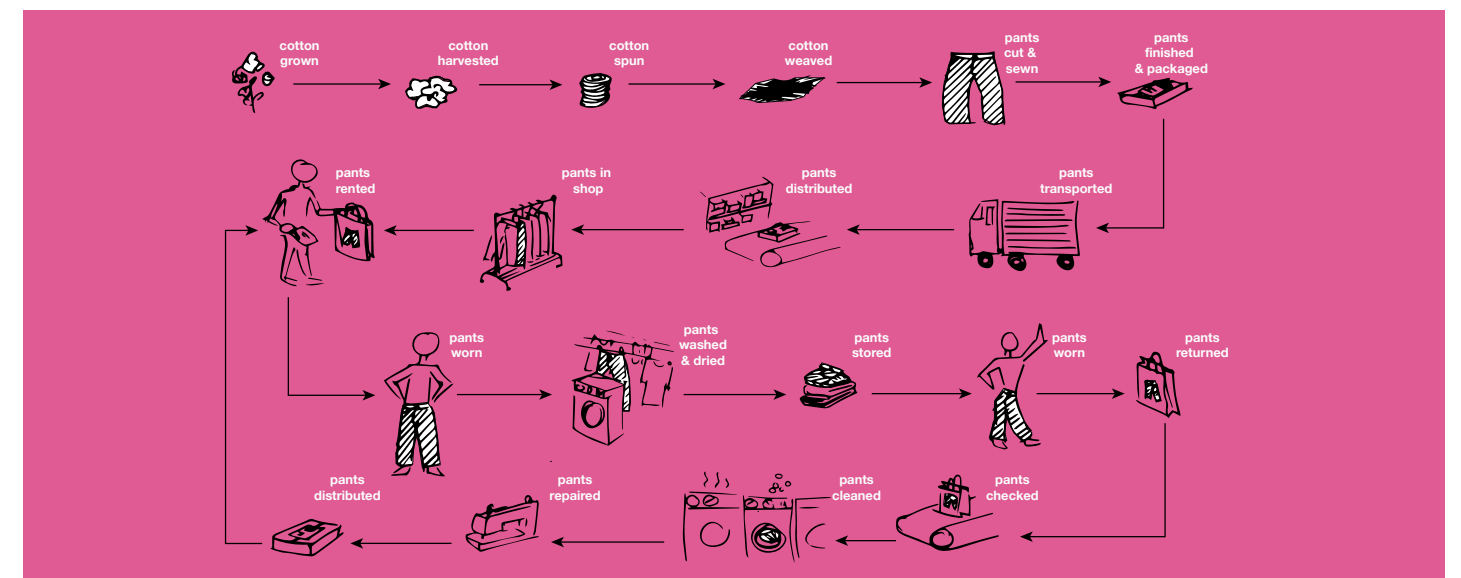 cotton
grown
cotton
harvested
cotton
spun
cotton
weaved
pants
cut &
sewn
pants
finished
& packaged
pants
rented
pants in
shop
pants
distributed
pants
transported
pants
worn
pants
washed
& dried
pants
stored
pants
worn
pants
returned
pants
distributed
pants
repaired
pants
cleaned
pants
checked